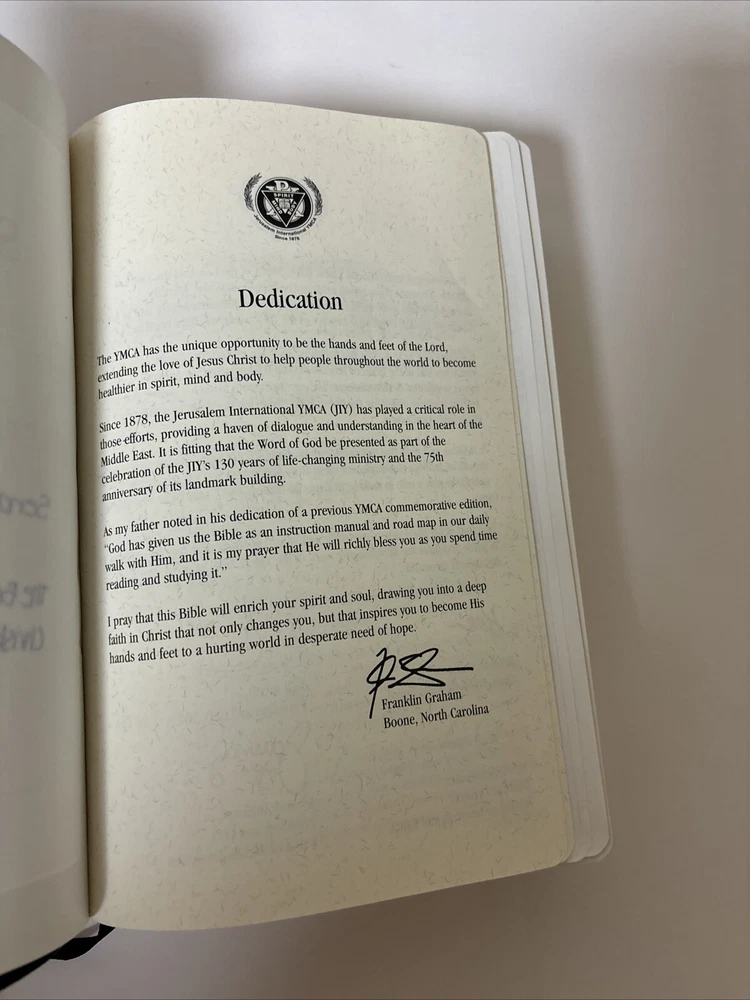 SPIRIT
Jerusalem International YMCA
Since 1878
Dedication
The YMCA has the unique opportunity to be the hands and feet of the Lord,
extending the love of Jesus Christ to help people throughout the world to become
healthier in spirit, mind and body.
Since 1878, the Jerusalem International YMCA (JIY) has played a critical role in
those efforts, providing a haven of dialogue and understanding in the heart of the
Middle East. It is fitting that the Word of God be presented as part of the
celebration of the JIY's 130 years of life-changing ministry and the 75th
anniversary of its landmark building.
As my father noted in his dedication of a previous YMCA commemorative edition,
“God has given us the Bible as an instruction manual and road map in our daily
walk with Him, and it is my prayer that He will richly bless you as you spend time
reading and studying it.”
I pray that this Bible will enrich your spirit and soul, drawing you into a deep
faith in Christ that not only changes you, but that inspires you to become His
hands and feet to a hurting world in desperate need of hope.
Franklin Graham
Boone, North Carolina